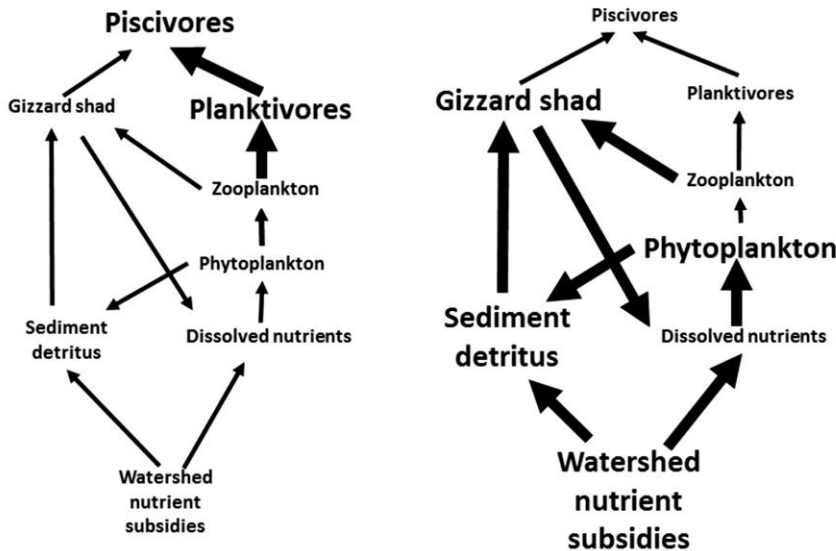 Piscivores
Gizzard shad
Planktivores
Zooplankton
Phytoplankton
Sediment
detritus
Dissolved nutrients
Watershed
nutrient
subsidies
Piscivores
Gizzard shad
Planktivores
Zooplankton
Phytoplankton
Sediment
detritus
Dissolved nutrients
Watershed
nutrient
subsidies